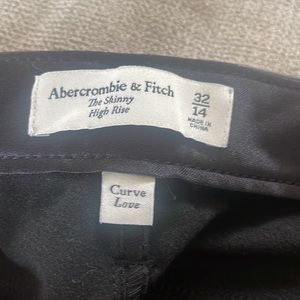 Abercrombie & Fitch
The Skinny
High Rise
32
14
MADE IN
CHINA
Curve
Love